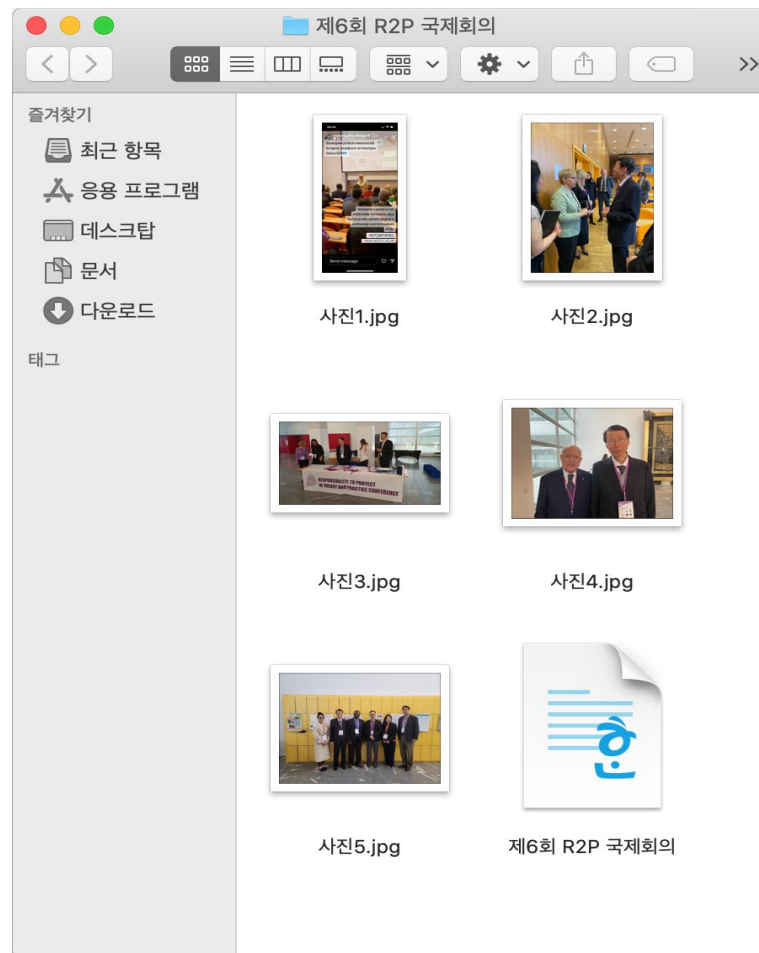 제6회 R2P 국제회의
즐겨찾기
최근 항목
응용 프로그램
데스크탑
문서
다운로드
태그
사진1.jpg
사진2.jpg
RESPONSIBILITY TO PROTECT
IN THEORY AND PRACTICE CONFERENCE
사진3.jpg
사진4.jpg
사진5.jpg
한
제6회 R2P 국제회의
Send message